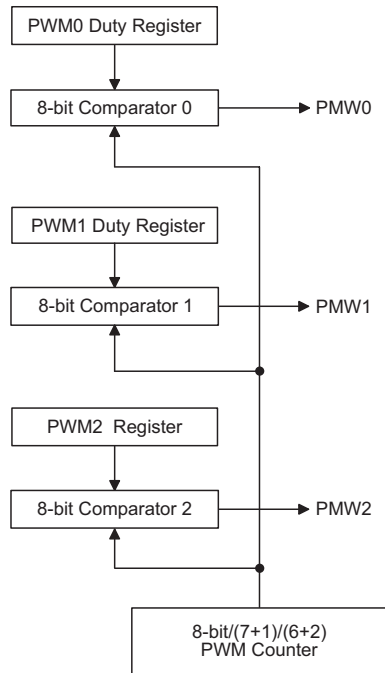 PWM0 Duty Register
8-bit Comparator 0
PMW0
PWM1 Duty Register
8-bit Comparator 1
PMW1
PWM2 Register
8-bit Comparator 2
PMW2
8-bit/(7+1)/(6+2)
PWM Counter